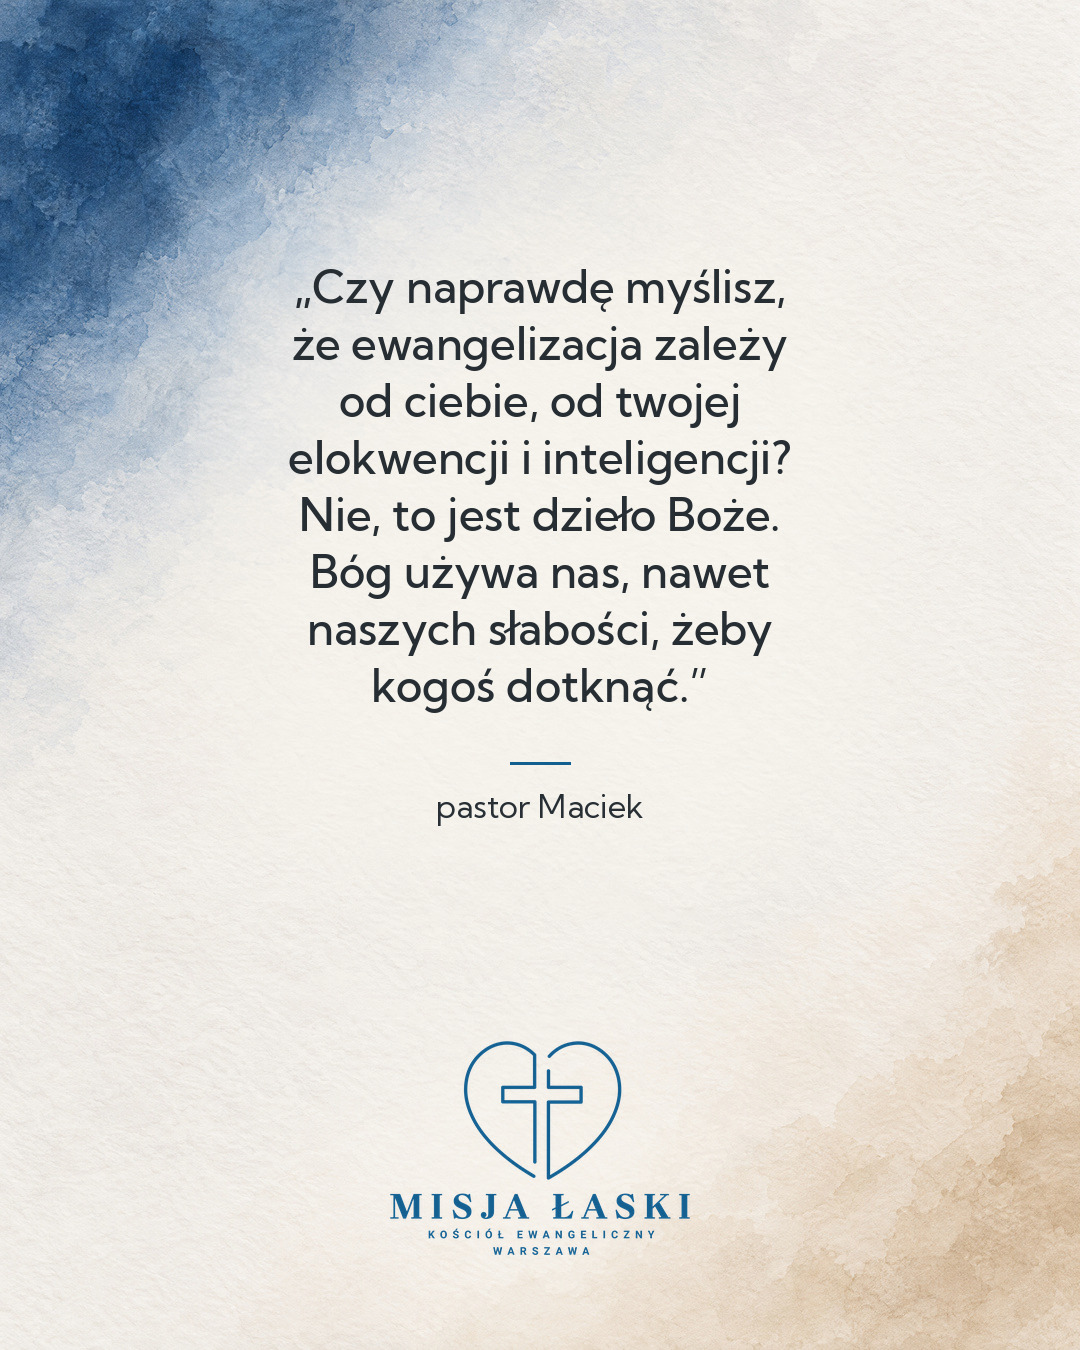 „Czy naprawdę myślisz,
że ewangelizacja zależy
od ciebie, od twojej
elokwencji i inteligencji?
Nie, to jest dzieło Boże.
Bóg używa nas, nawet
naszych słabości, żeby
kogoś dotknąć.”
pastor Maciek
MISJA ŁASKI
KOŚCIÓŁ EWANGELICZNY
WARSZAWA